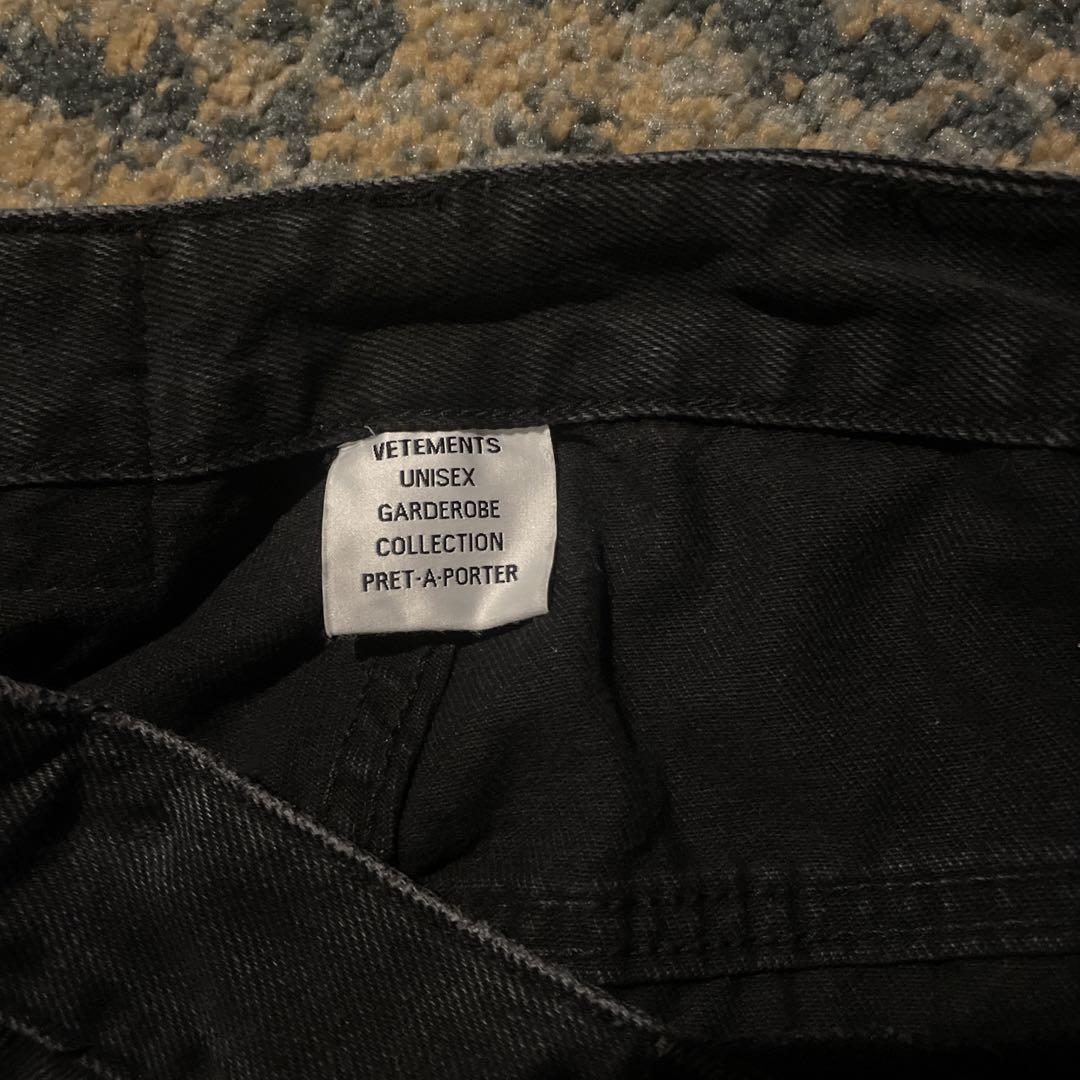 VETEMENTS
UNISEX
GARDEROBE
COLLECTION
PRET-A-PORTER